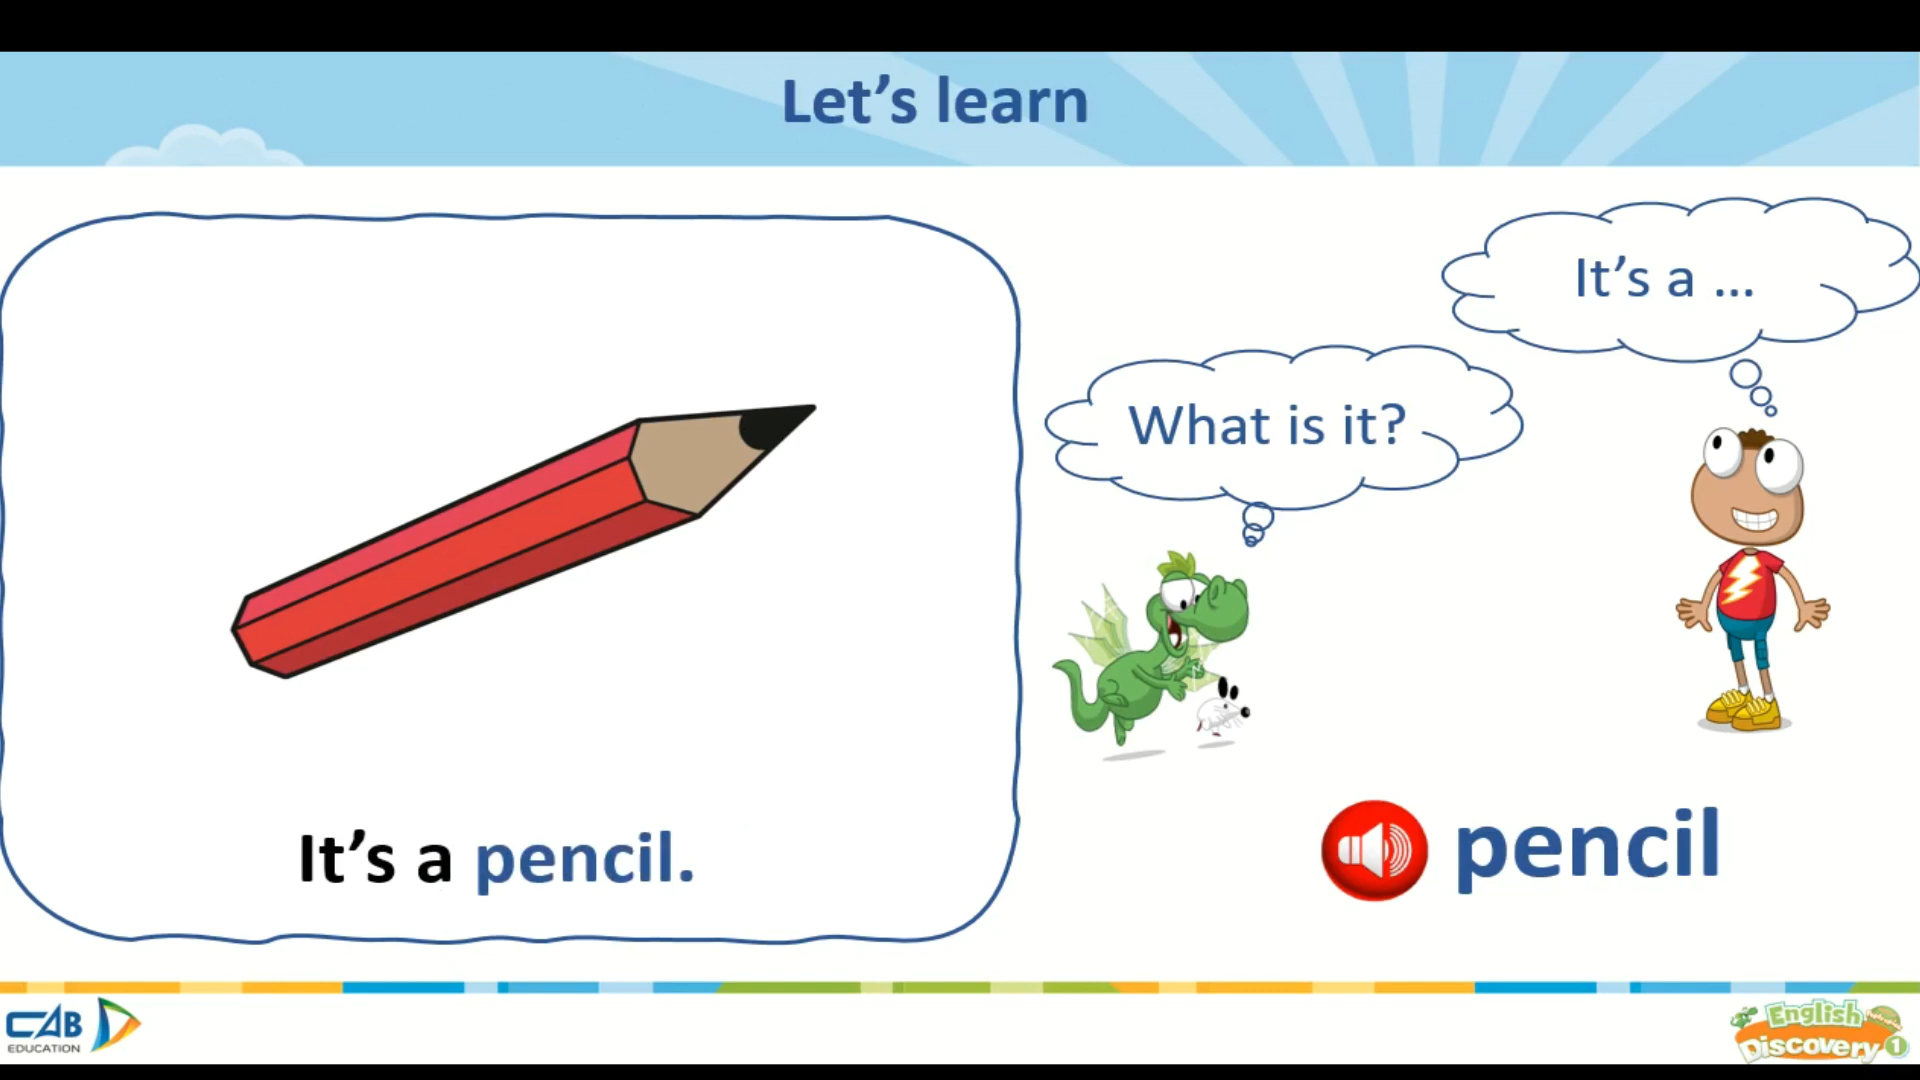 Let’s learn
It’s a ...
What is it?
It’s a pencil.
pencil
CAB
EDUCATION
English
Discovery 1